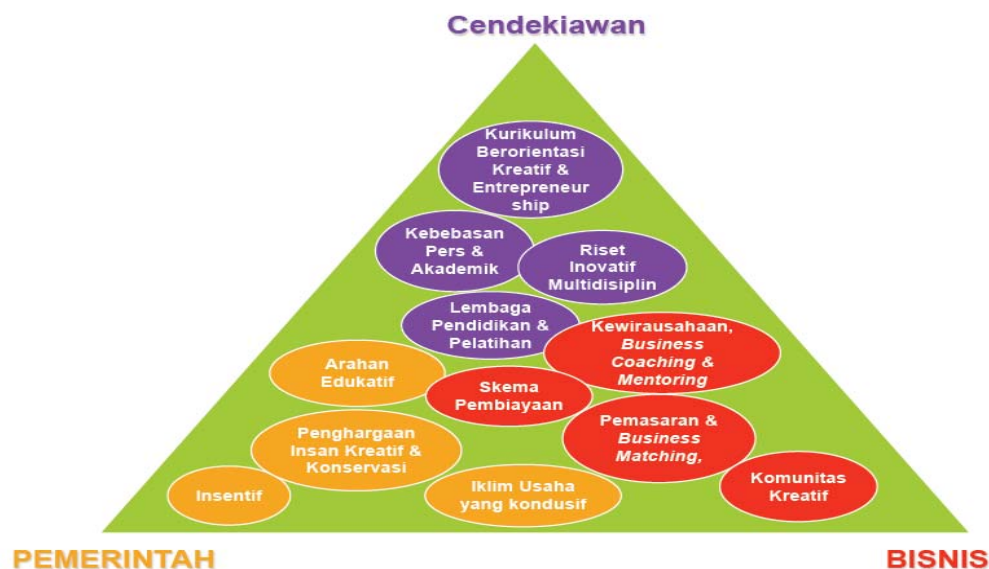 Cendekiawan
Kurikulum
Berorientasi
Kreatif &
Entrepreneur
ship
Kebebasan
Pers &
Akademik
Riset
Inovatif
Multidisiplin
Lembaga
Pendidikan &
Pelatihan
Kewirausahaan,
Business
Coaching &
Mentoring
Arahan
Edukatif
Skema
Pembiayaan
Pemasaran &
Business
Matching,
Penghargaan
Insan Kreatif &
Konservasi
Insentif
Iklim Usaha
yang kondusif
Komunitas
Kreatif
PEMERINTAH
BISNIS